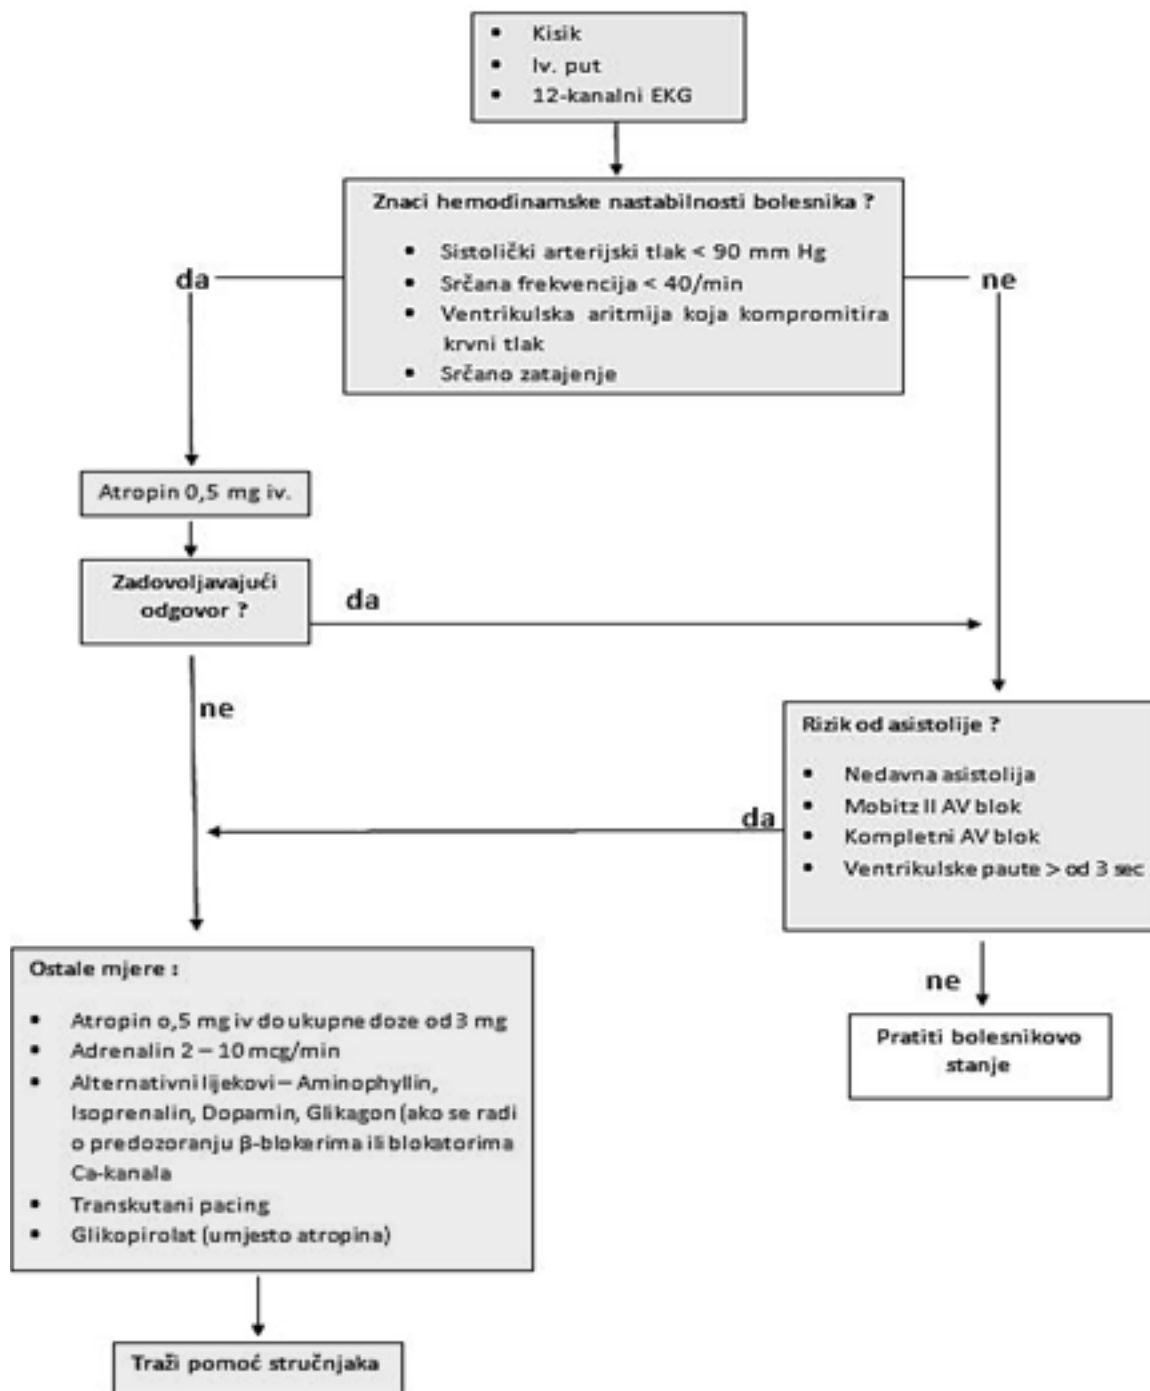 • Kisik
• Iv. put
• 12-kanalni EKG
Znaci hemodinamske nastabilnosti bolesnika ?
• Sistolički arterijski tlak < 90 mm Hg
• Srčana frekvencija < 40/min
• Ventrikulska aritmija koja kompromitira
krvni tlak
• Srčano zatajenje
da
ne
Atropin 0,5 mg iv.
Zadovoljavajući
odgovor ?
da
ne
Rizik od asistolije ?
• Nedavna asistolija
• Mobitz II AV blok
• Kompletni AV blok
• Ventrikulske paute > od 3 sec
da
ne
Pratiti bolesnikovo
stanje
Ostale mjere :
▪ Atropin o,5 mg iv do ukupne doze od 3 mg
▪ Adrenalin 2 – 10 mcg/min
▪ Alternativni lijekovi – Aminophyllin,
Isoprenalin, Dopamin, Glikagon (ako se radi
o predozoranju β-blokerima ili blokatorima
Ca-kanala
▪ Transkutani pacing
▪ Glikopirolat (umjesto atropina)
Traži pomoć stručnjaka